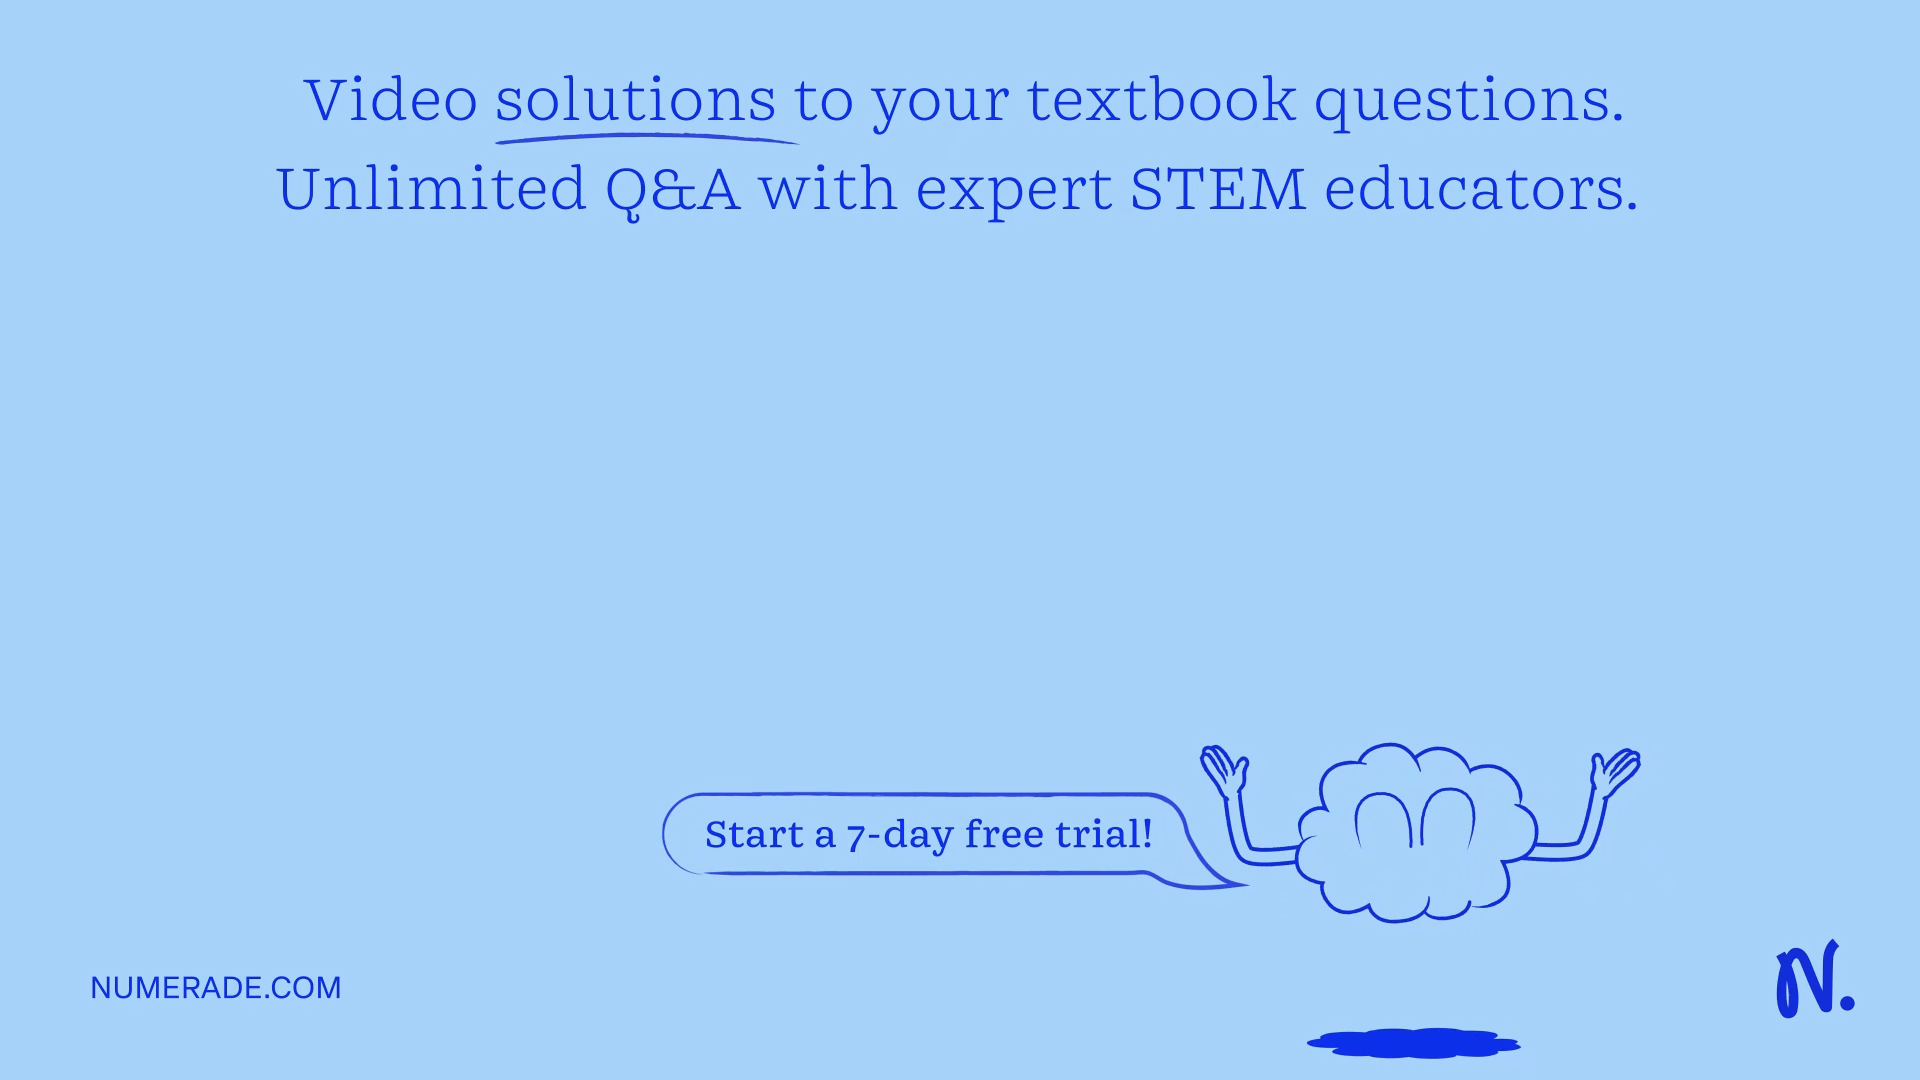 Video solutions to your textbook questions.
Unlimited Q&A with expert STEM educators.
Start a 7-day free trial!
NUMERADE.COM
N.